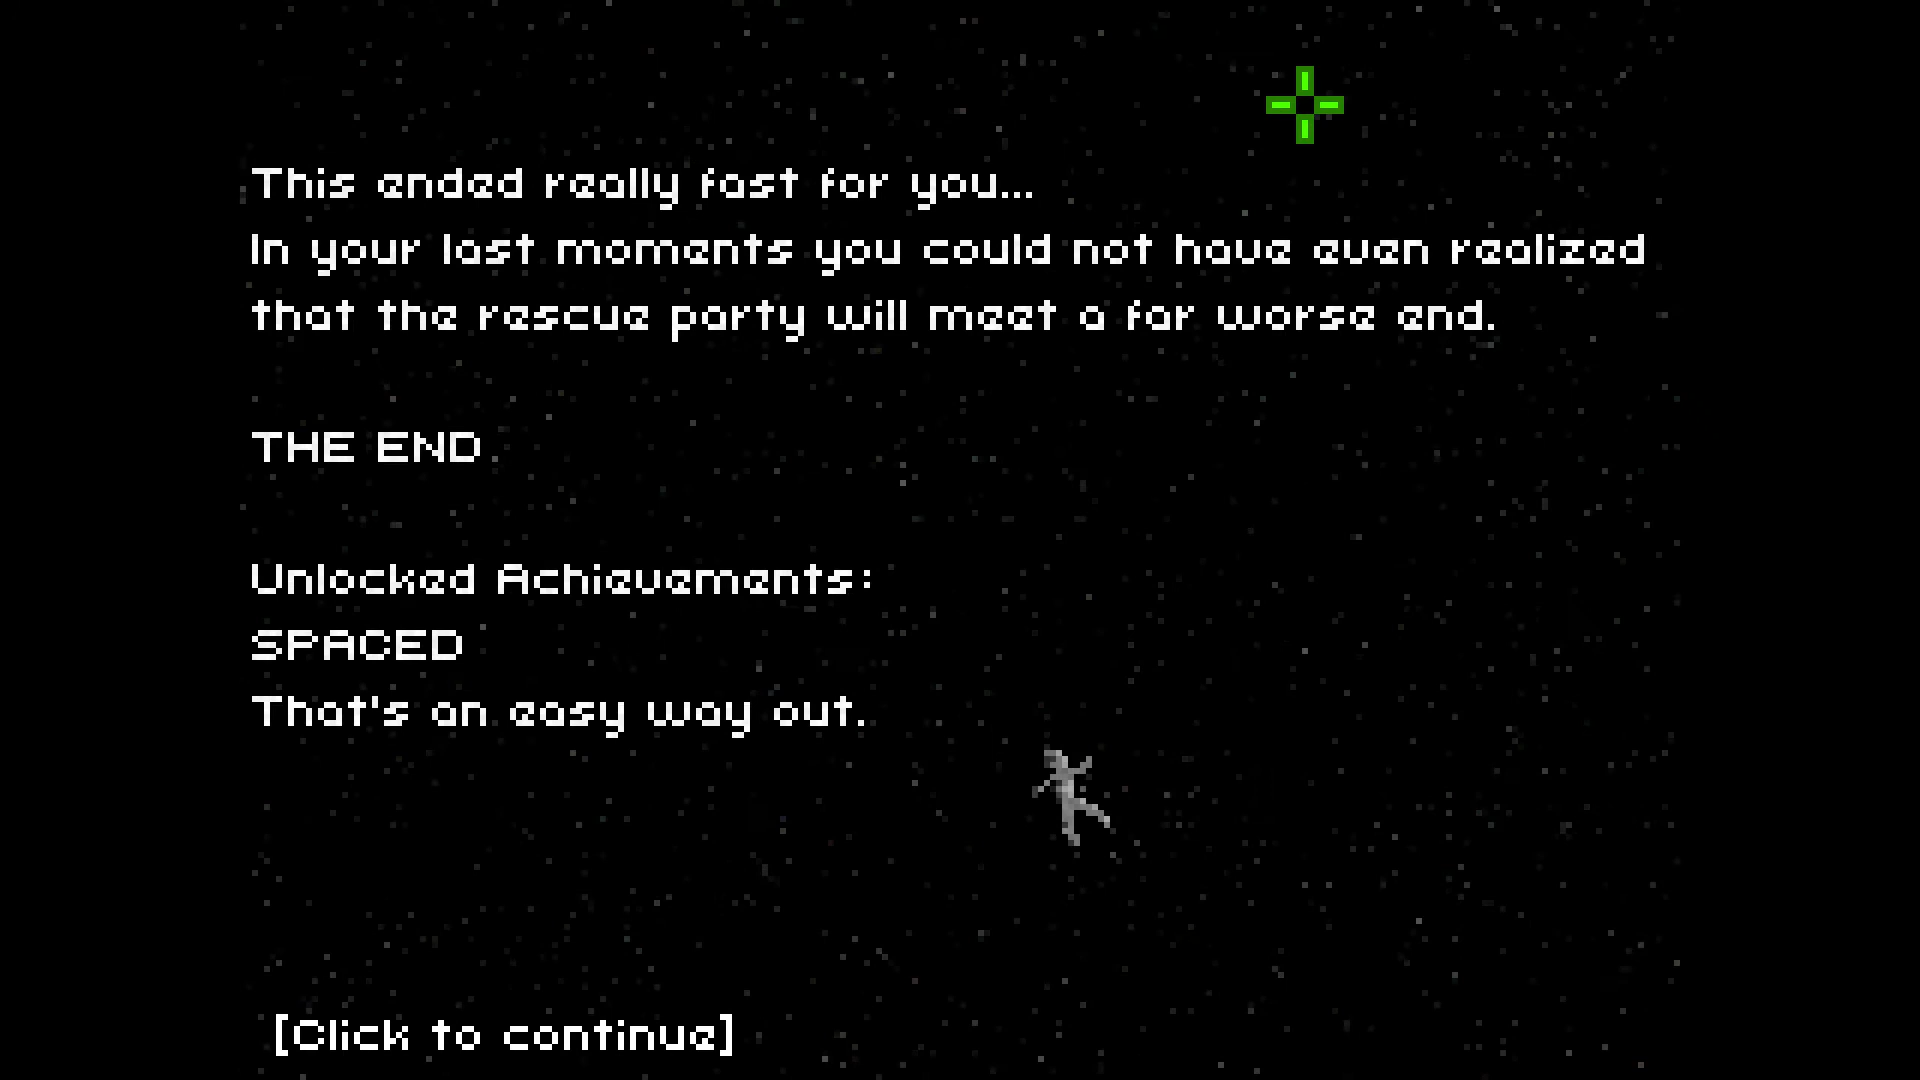 This ended really fast for you...
In your last moments you could not have even realized
that the rescue party will meet a far worse end.
THE END
Unlocked Achievements:
SPACED
That's an easy way out.
[Click to continue]